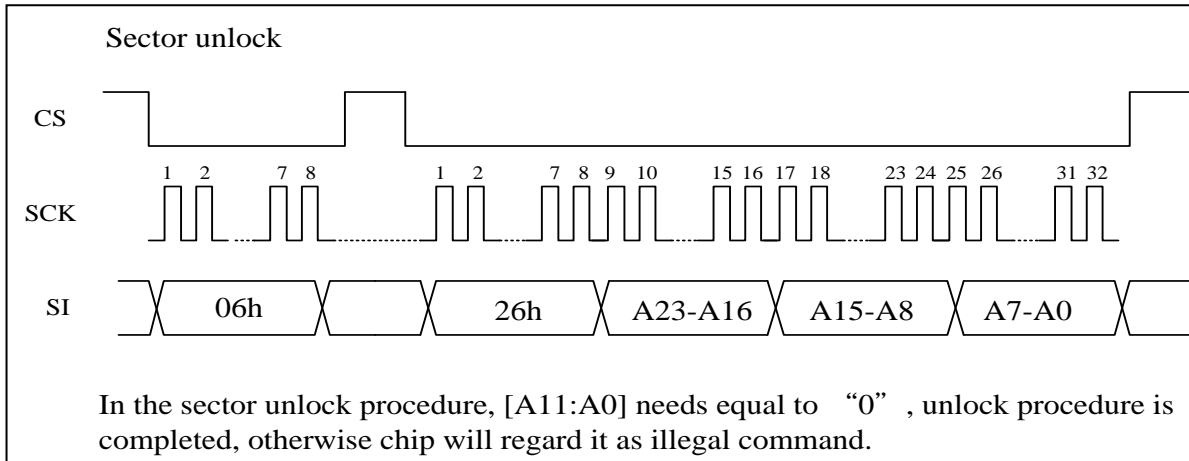 Sector unlock
CS
1 2 7 8 1 2 7 8 9 10 15 16 17 18 23 24 25 26 31 32
SCK
SI 06h 26h A23-A16 A15-A8 A7-A0
In the sector unlock procedure, [A11:A0] needs equal to “0”, unlock procedure is
completed, otherwise chip will regard it as illegal command.